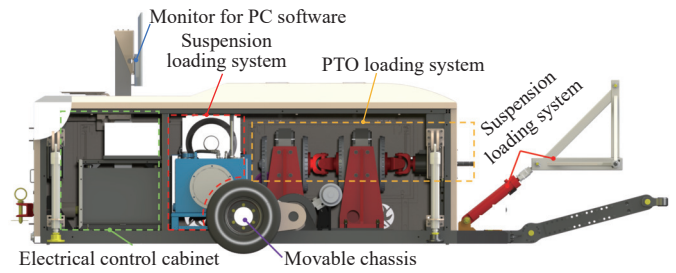 Monitor for PC software
Suspension
loading system
PTO loading system
Suspension
loading system
Electrical control cabinet
Movable chassis